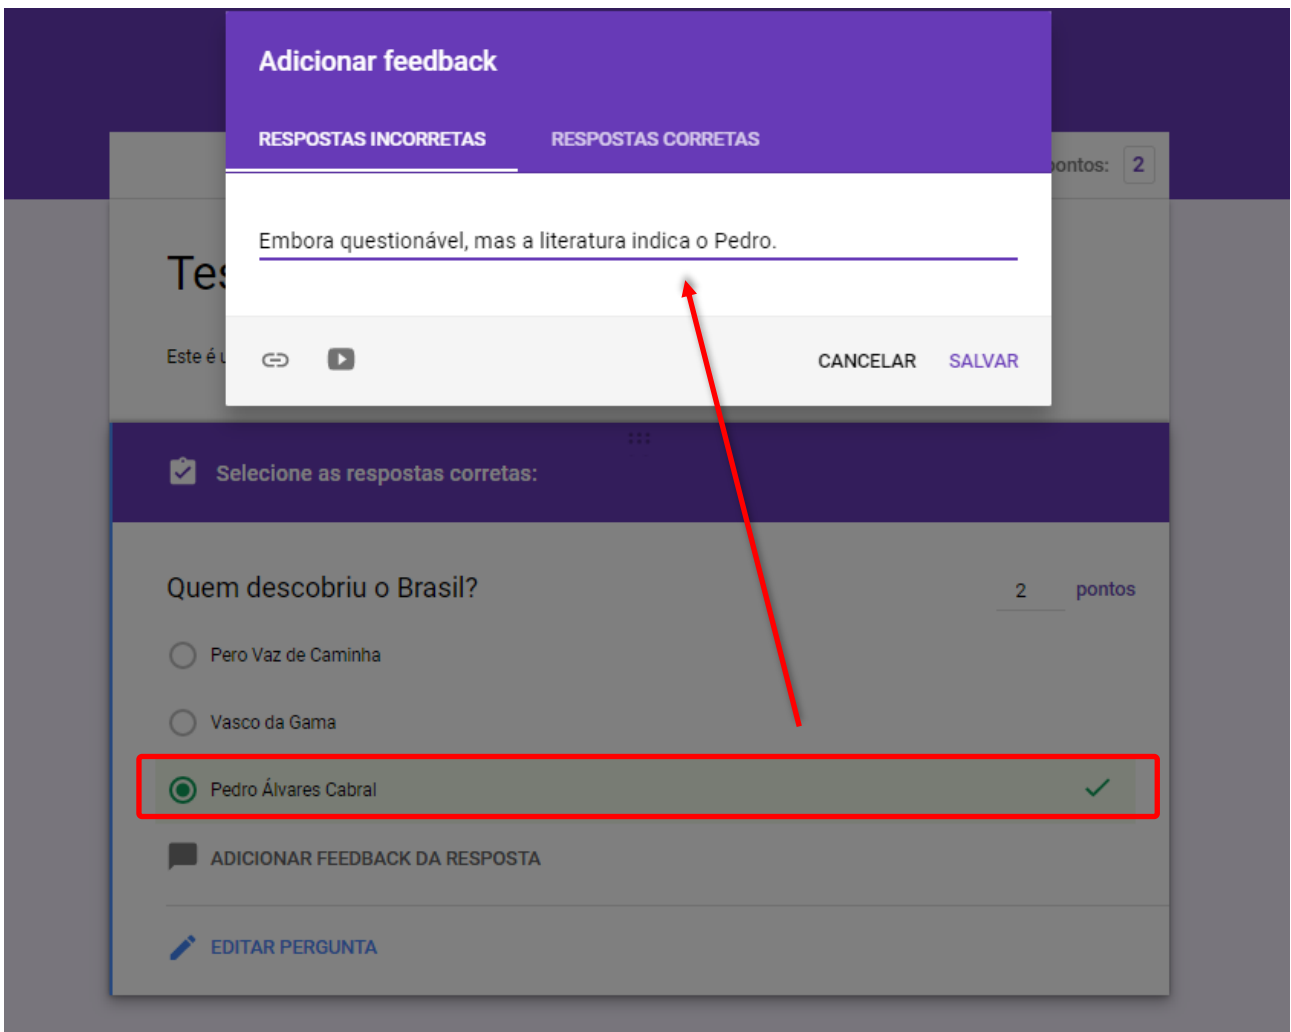 Adicionar feedback
RESPOSTAS INCORRETAS RESPOSTAS CORRETAS
pontos: 2
Embora questionável, mas a literatura indica o Pedro.
Este é
CANCELAR SALVAR
Selecione as respostas corretas:
Quem descobriu o Brasil? 2 pontos
Pero Vaz de Caminha
Vasco da Gama
Pedro Álvares Cabral
ADICIONAR FEEDBACK DA RESPOSTA
EDITAR PERGUNTA